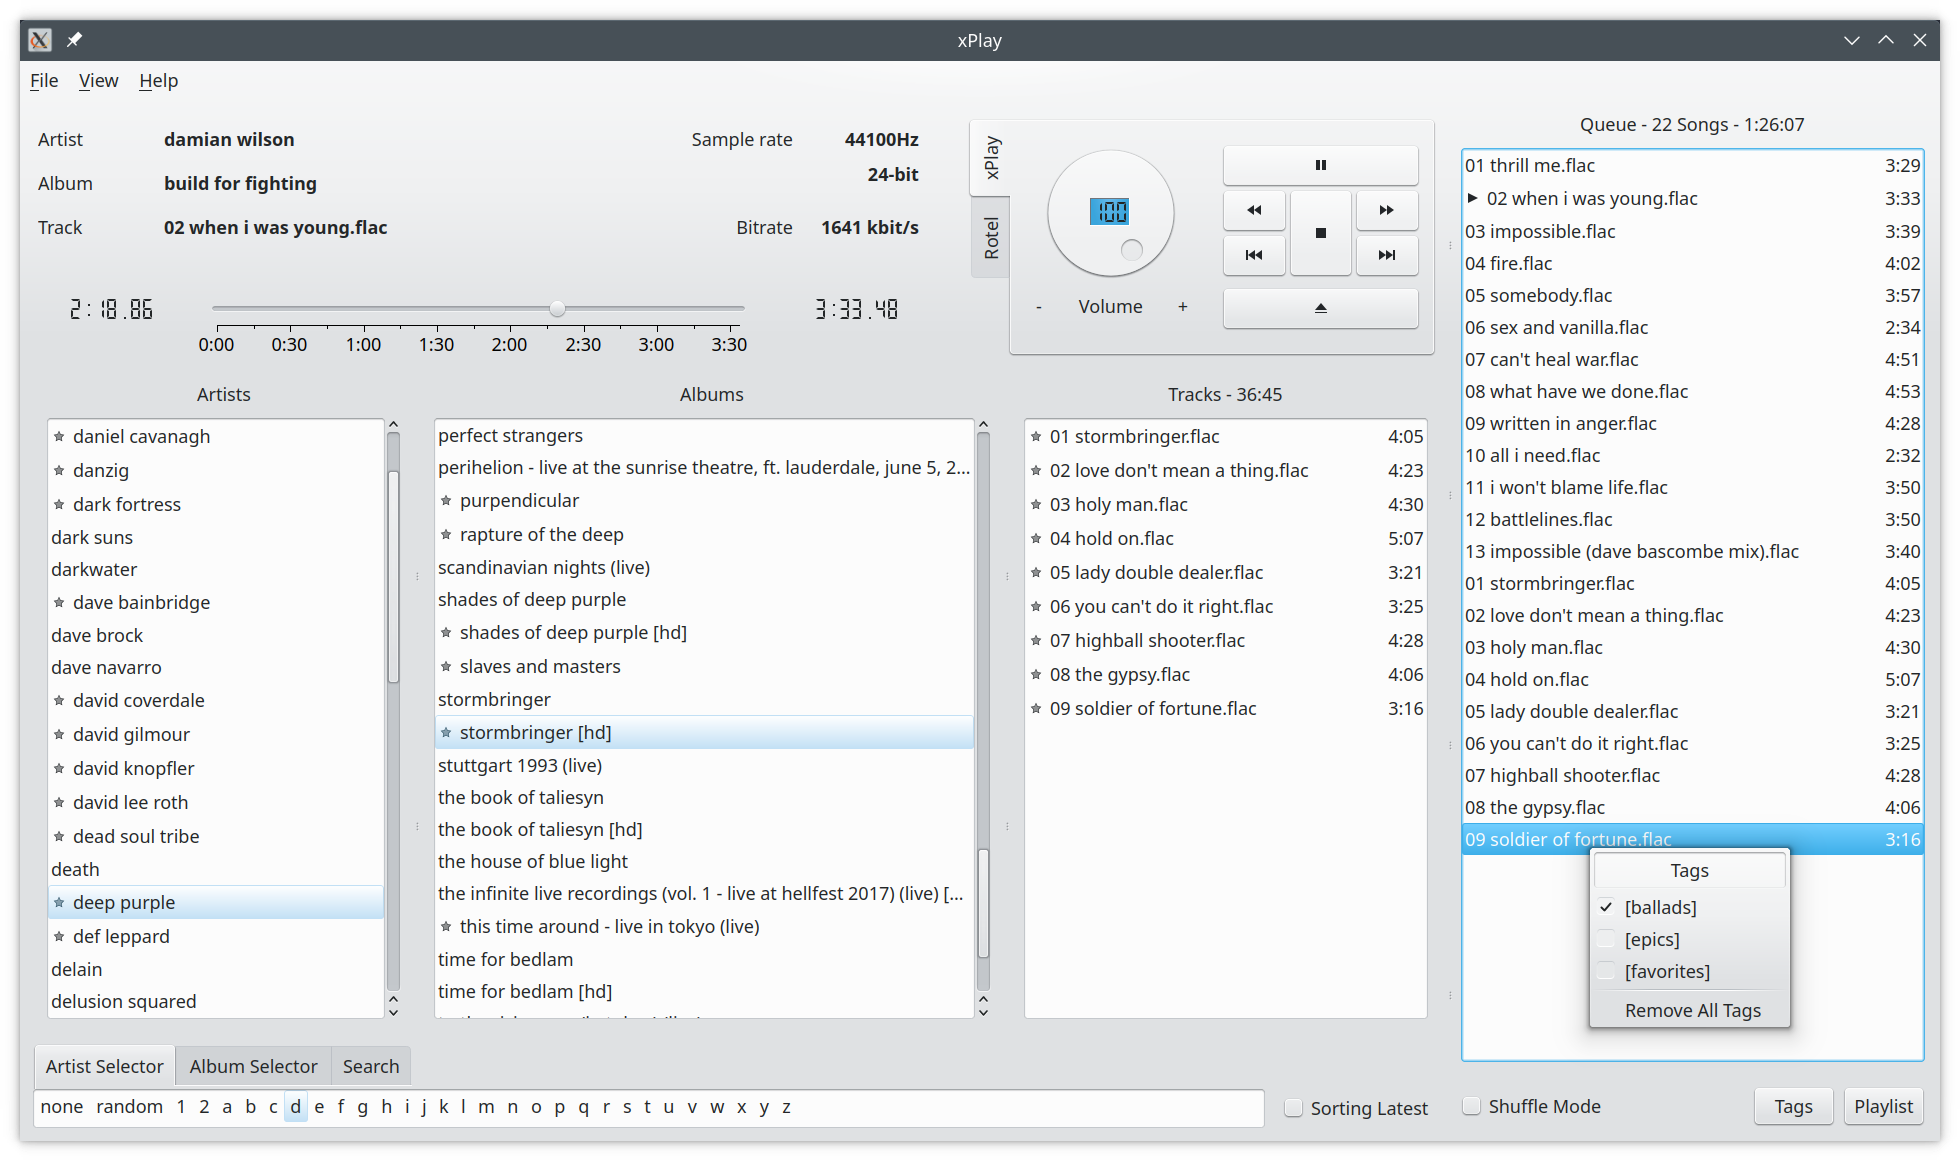 xPlay
File View Help
Artist damian wilson
Album build for fighting
Track 02 when i was young.flac
Sample rate 44100Hz
24-bit
Bitrate 1641 kbit/s
2:18.86
3:33.48
0:00 0:30 1:00 1:30 2:00 2:30 3:00 3:30
xPlay
Rotel
100
- Volume +
Artists
daniel cavanagh
danzig
dark fortress
dark suns
darkwater
dave bainbridge
dave brock
dave navarro
david coverdale
david gilmour
david knopfler
david lee roth
dead soul tribe
death
deep purple
def leppard
delain
delusion squared
Albums
perfect strangers
perihelion - live at the sunrise theatre, ft. lauderdale, june 5, 2...
purpendicular
rapture of the deep
scandinavian nights (live)
shades of deep purple
shades of deep purple [hd]
slaves and masters
stormbringer
stormbringer [hd]
stuttgart 1993 (live)
the book of taliesyn
the book of taliesyn [hd]
the house of blue light
the infinite live recordings (vol. 1 - live at hellfest 2017) (live) [...
this time around - live in tokyo (live)
time for bedlam
time for bedlam [hd]
Tracks - 36:45
01 stormbringer.flac 4:05
02 love don't mean a thing.flac 4:23
03 holy man.flac 4:30
04 hold on.flac 5:07
05 lady double dealer.flac 3:21
06 you can't do it right.flac 3:25
07 highball shooter.flac 4:28
08 the gypsy.flac 4:06
09 soldier of fortune.flac 3:16
Queue - 22 Songs - 1:26:07
01 thrill me.flac 3:29
02 when i was young.flac 3:33
03 impossible.flac 3:39
04 fire.flac 4:02
05 somebody.flac 3:57
06 sex and vanilla.flac 2:34
07 can't heal war.flac 4:51
08 what have we done.flac 4:53
09 written in anger.flac 4:28
10 all i need.flac 2:32
11 i won't blame life.flac 3:50
12 battlelines.flac 3:50
13 impossible (dave bascombe mix).flac 3:40
01 stormbringer.flac 4:05
02 love don't mean a thing.flac 4:23
03 holy man.flac 4:30
04 hold on.flac 5:07
05 lady double dealer.flac 3:21
06 you can't do it right.flac 3:25
07 highball shooter.flac 4:28
08 the gypsy.flac 4:06
09 soldier of fortune.flac 3:16
Tags
[ballads]
[epics]
[favorites]
Remove All Tags
Artist Selector Album Selector Search
none random 1 2 a b c d e f g h i j k l m n o p q r s t u v w x y z
Sorting Latest
Shuffle Mode
Tags
Playlist